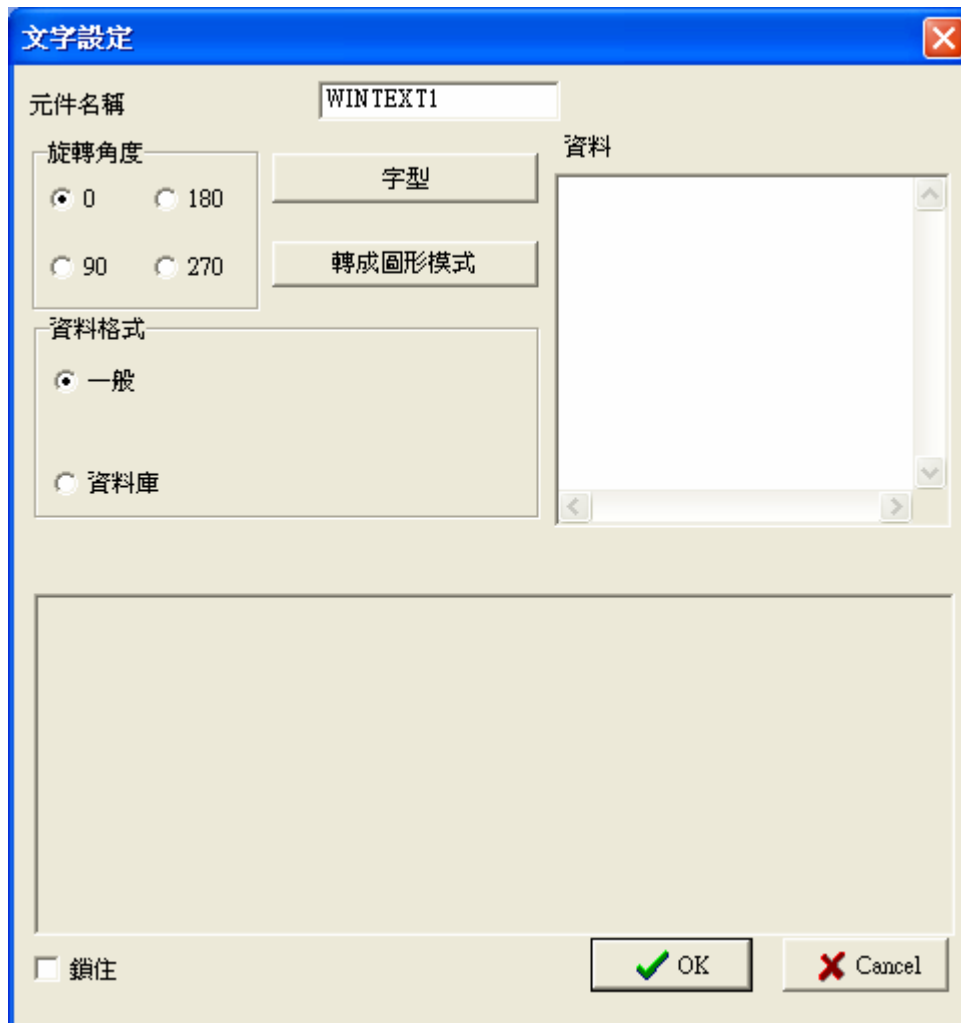 文字設定
元件名稱 WINTEXT1
旋轉角度
0 180
90 270
字型
轉成圖形模式
資料
資料格式
一般
資料庫
鎖住
OK
Cancel